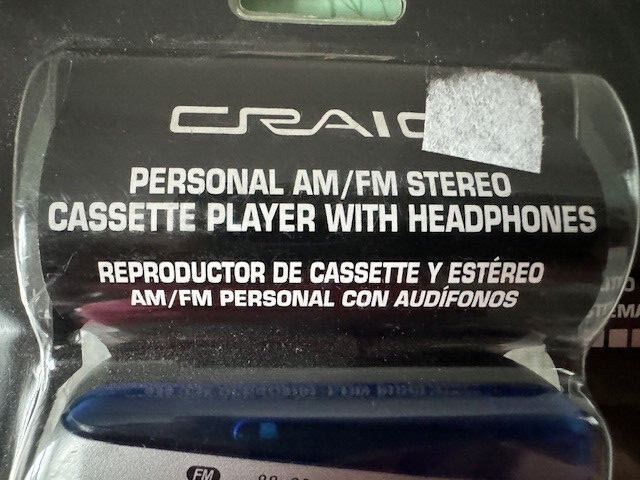 CRAIG
PERSONAL AM/FM STEREO
CASSETTE PLAYER WITH HEADPHONES
REPRODUCTOR DE CASSETTE Y ESTÉREO
AM/FM PERSONAL CON AUDÍFONOS
FM